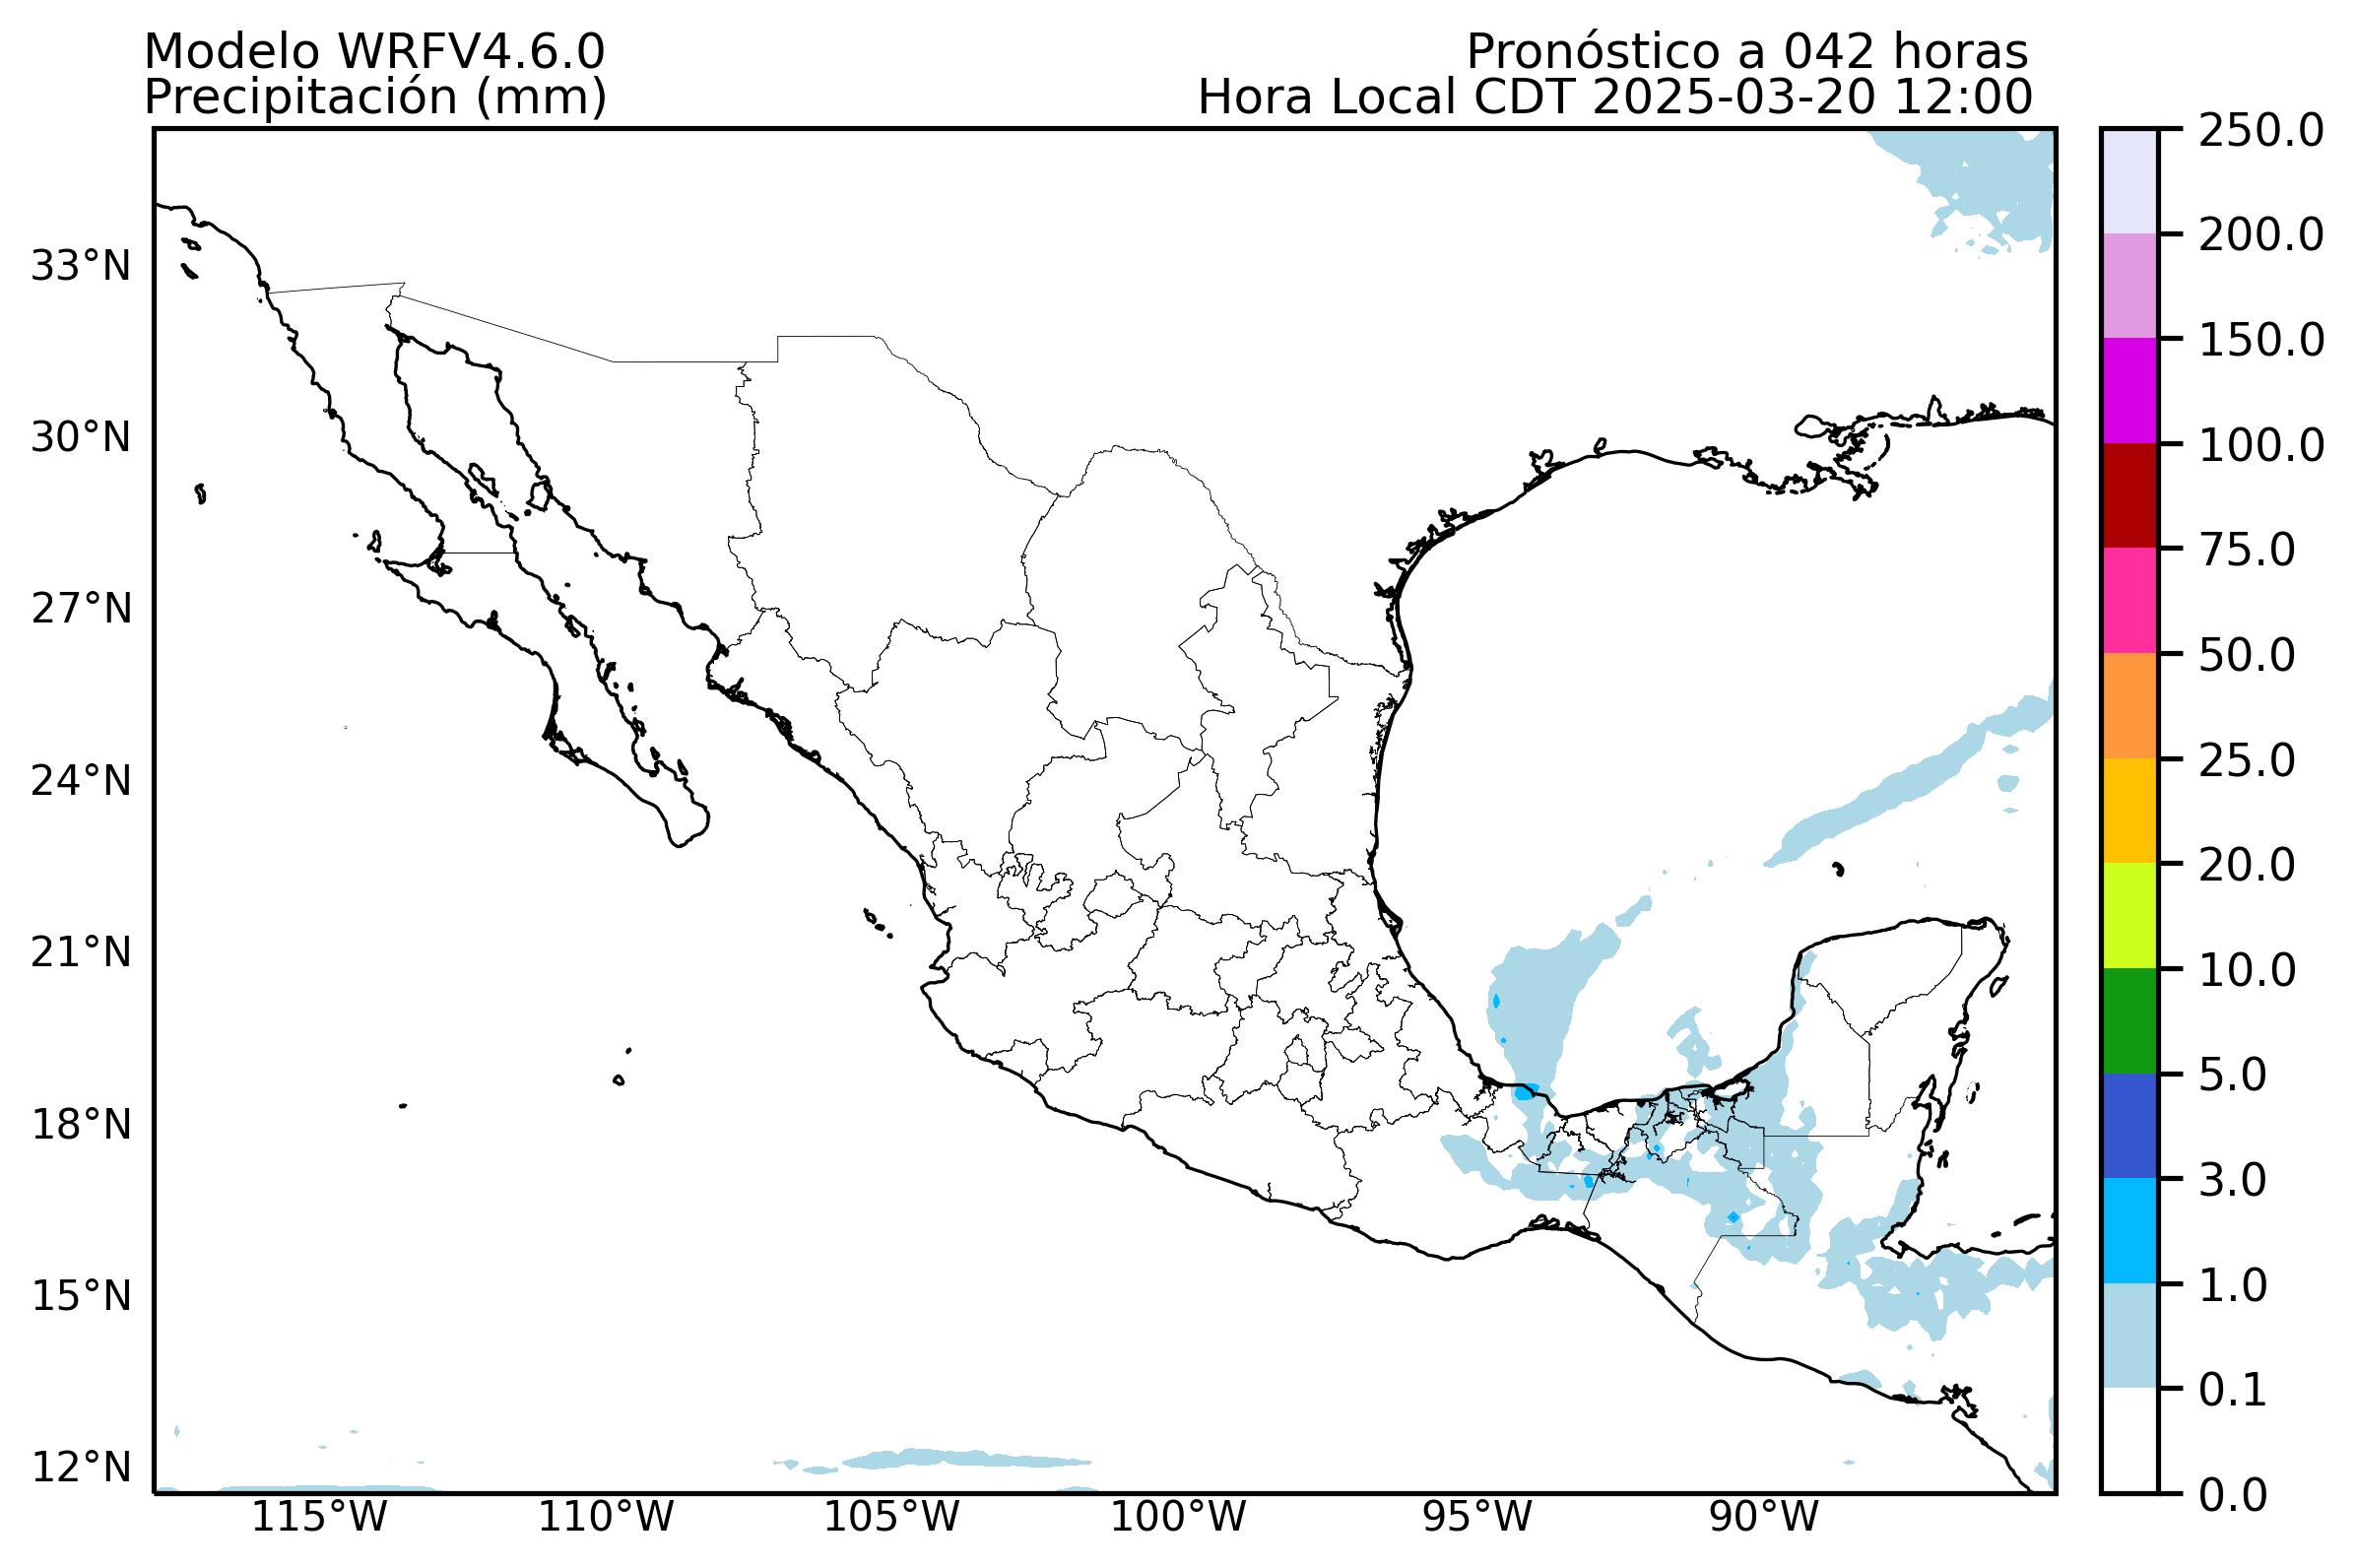 Modelo WRFV4.6.0
Pronóstico a 042 horas
Precipitación (mm)
Hora Local CDT 2025-03-20 12:00
33°N
30°N
27°N
24°N
21°N
18°N
15°N
12°N
115°W
110°W
105°W
100°W
95°W
90°W
250.0
200.0
150.0
100.0
75.0
50.0
25.0
20.0
10.0
5.0
3.0
1.0
0.1
0.0